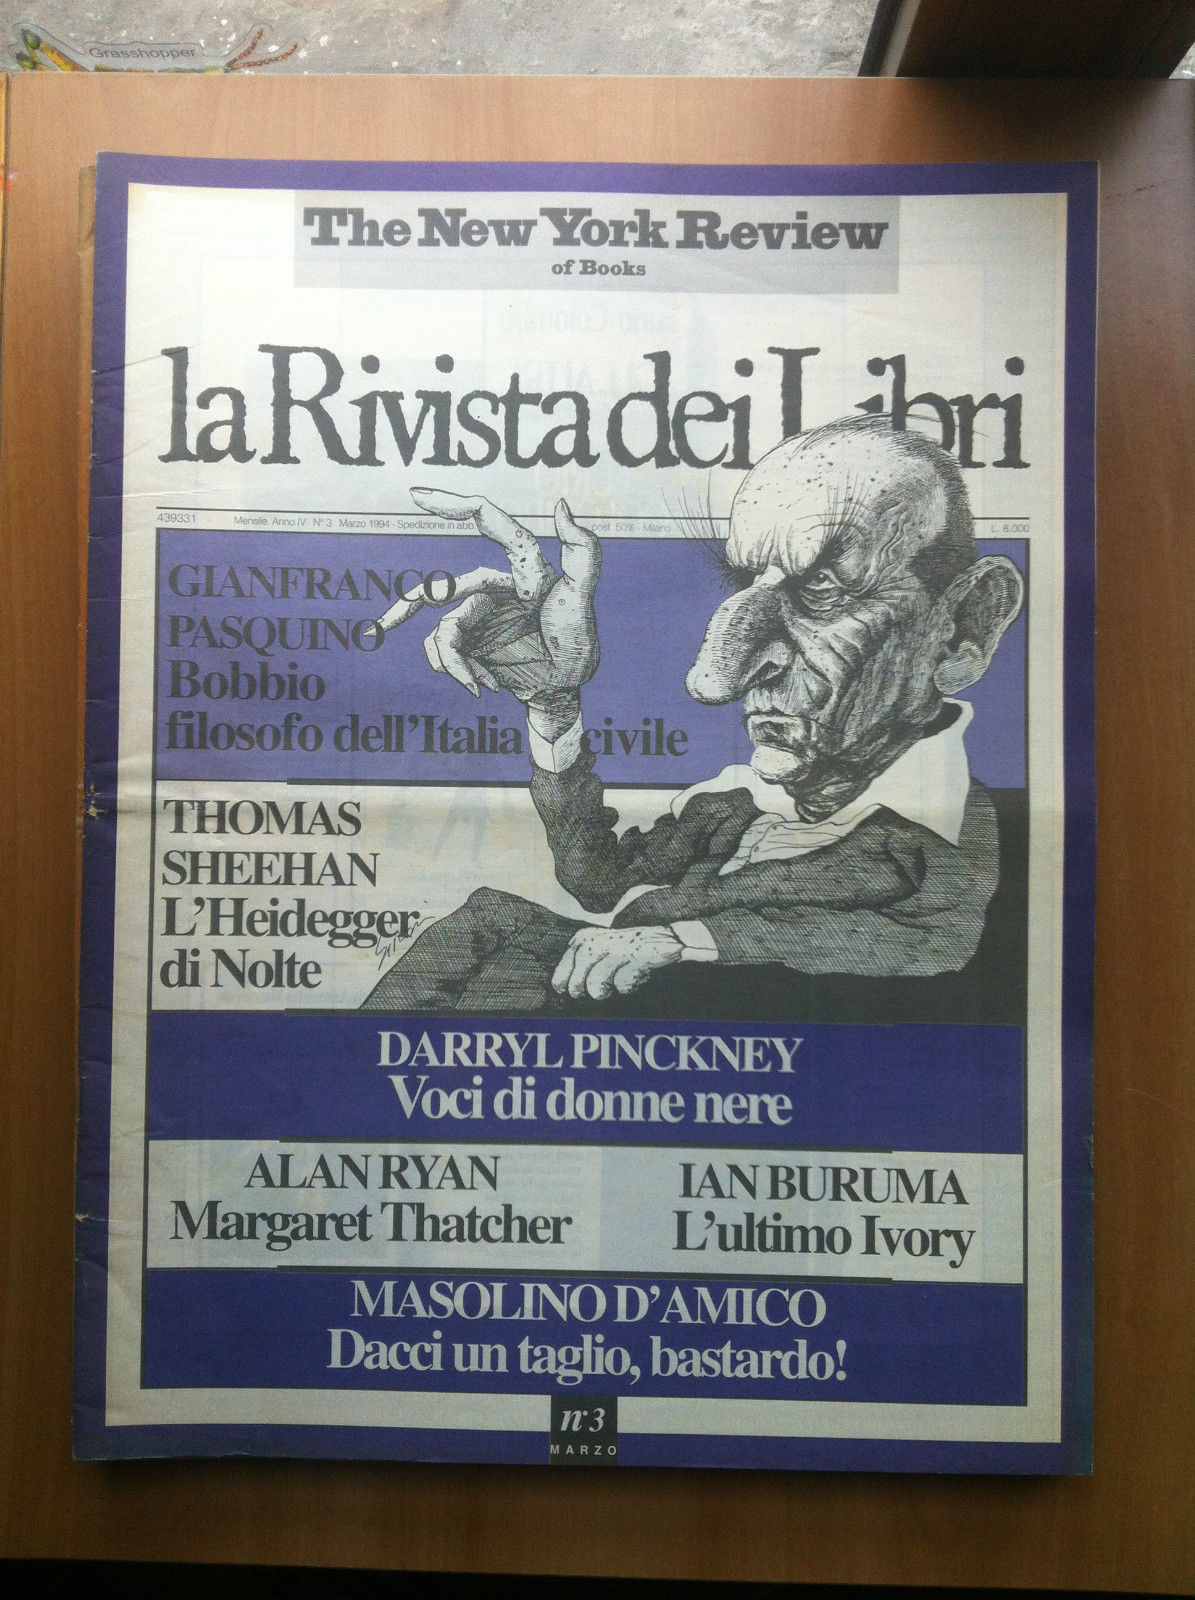 Grasshopper
The New York Review
of Books
la Rivista dei Libri
439331 Mensile. Anno IV N° 3 Marzo 1994 - Spedizione in abb. post. 50% - Milano L. 8.000
GIANFRANCO
PASQUINO
Bobbio
filosofo dell'Italia civile
THOMAS
SHEEHAN
L'Heidegger
di Nolte
DARRYL PINCKNEY
Voci di donne nere
ALAN RYAN
Margaret Thatcher
IAN BURUMA
L'ultimo Ivory
MASOLINO D'AMICO
Dacci un taglio, bastardo!
n°3
MARZO